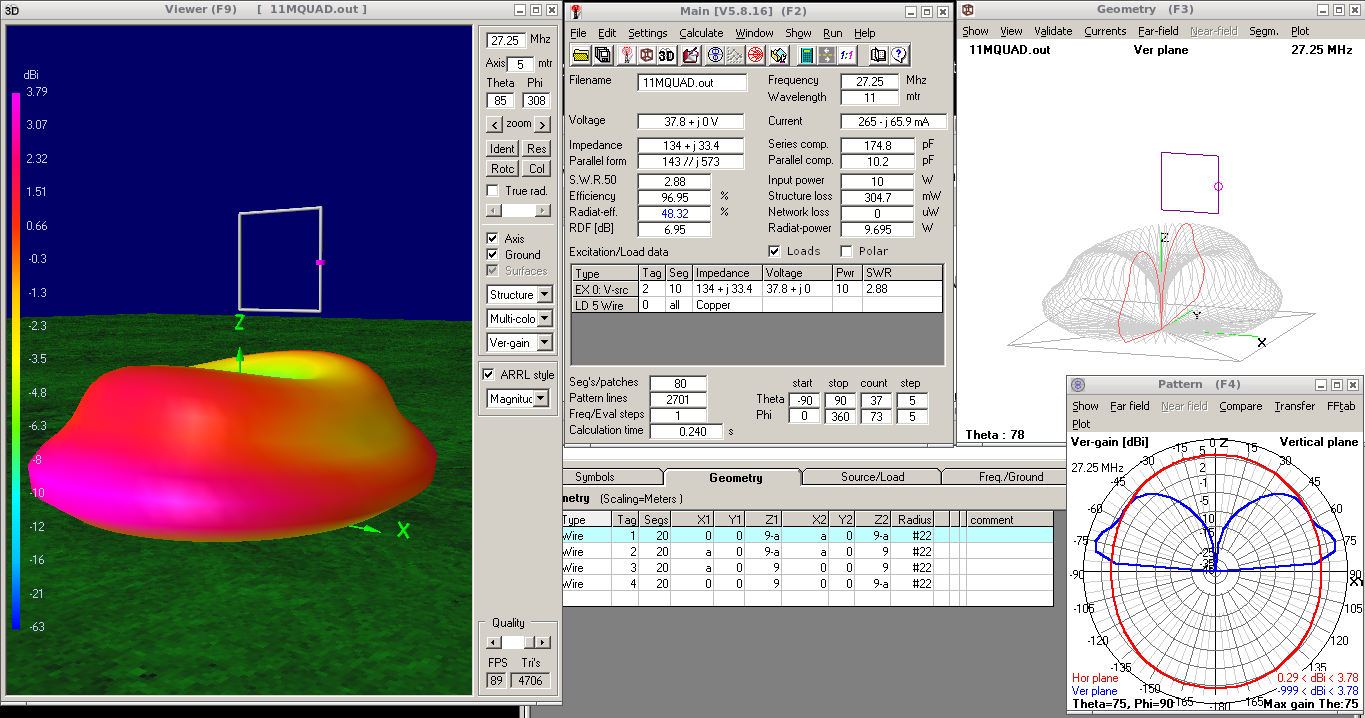 3D Viewer (F9) [ 11MQUAD.out ]
dBi
3.79
3.07
2.32
1.51
0.66
-0.3
-1.3
-2.3
-3.5
-4.8
-6.3
-8
-10
-12
-16
-21
-63
Z
X
27.25 Mhz
Axis 5 mtr
Theta Phi
85 308
< zoom >
Ident Res
Rotc Col
True rad.
Axis
Ground
Surfaces
Structure
Multi-colo
Ver-gain
ARRL style
Magnituc
Quality
FPS Tri's
89 4706
Main [V5.8.16] (F2)
File Edit Settings Calculate Window Show Run Help
3D 1:1
Filename 11MQUAD.out Frequency 27.25 Mhz
Wavelength 11 mtr
Voltage 37.8 + j 0 V Current 265 - j 65.9 mA
Impedance 134 + j 33.4 Series comp. 174.8 pF
Parallel form 143 // j 573 Parallel comp. 10.2 pF
S.W.R.50 2.88 Input power 10 W
Efficiency 96.95 % Structure loss 304.7 mW
Radiat-eff. 48.32 % Network loss 0 uW
RDF [dB] 6.95 Radiat-power 9.695 W
Excitation/Load data Loads Polar
Type Tag Seg Impedance Voltage Pwr SWR
EX 0: V-src 2 10 134 + j 33.4 37.8 + j 0 10 2.88
LD 5 Wire 0 all Copper
Seg's/patches 80 start stop count step
Pattern lines 2701 Theta -90 90 37 5
Freq/Eval steps 1 Phi 0 360 73 5
Calculation time 0.240 s
Symbols Geometry Source/Load Freq./Ground
metry (Scaling=Meters )
Type Tag Segs X1 Y1 Z1 X2 Y2 Z2 Radius comment
Wire 1 20 0 0 9-a a 0 9-a #22
Wire 2 20 a 0 9-a a 0 9 #22
Wire 3 20 a 0 9 0 0 9 #22
Wire 4 20 0 0 9 0 0 9-a #22
Geometry (F3)
Show View Validate Currents Far-field Near-field Segm. Plot
11MQUAD.out Ver plane 27.25 MHz
Z
Y
X
Theta : 78
Pattern (F4)
Show Far field Near field Compare Transfer FFtab
Plot
Ver-gain [dBi] 0 Z Vertical plane
27.25 MHz
-15 15
-30 30
-45 45
-60 60
-75 75
-90 90
XY
-105 105
-120 120
-135 135
-150 150
-165 165
-180
5
2
-1
-5
-10
-15
Hor plane 0.29 < dBi < 3.78
Ver plane -999 < dBi < 3.78
Theta=75, Phi=90 Max gain The:75